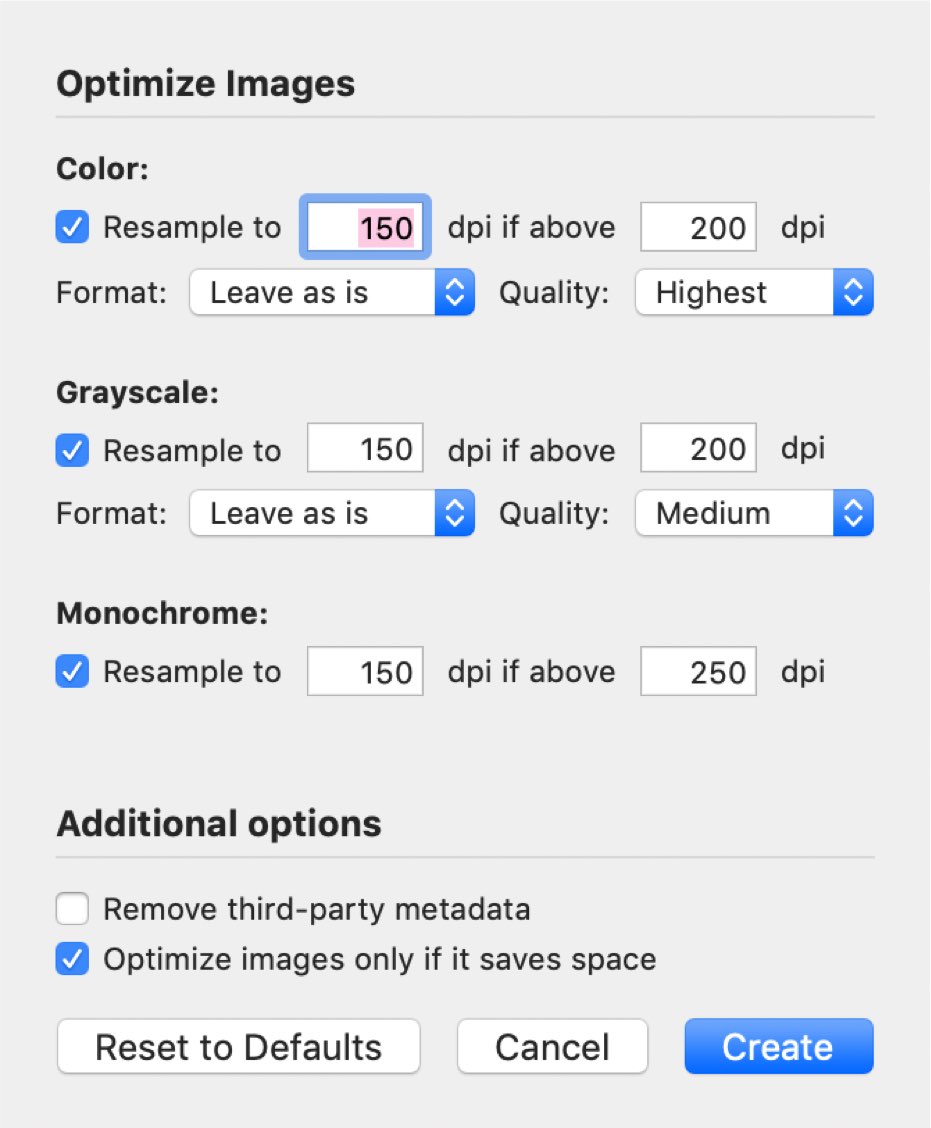 Optimize Images
Color:
Resample to 150 dpi if above 200 dpi
Format: Leave as is Quality: Highest
Grayscale:
Resample to 150 dpi if above 200 dpi
Format: Leave as is Quality: Medium
Monochrome:
Resample to 150 dpi if above 250 dpi
Additional options
Remove third-party metadata
Optimize images only if it saves space
Reset to Defaults Cancel Create